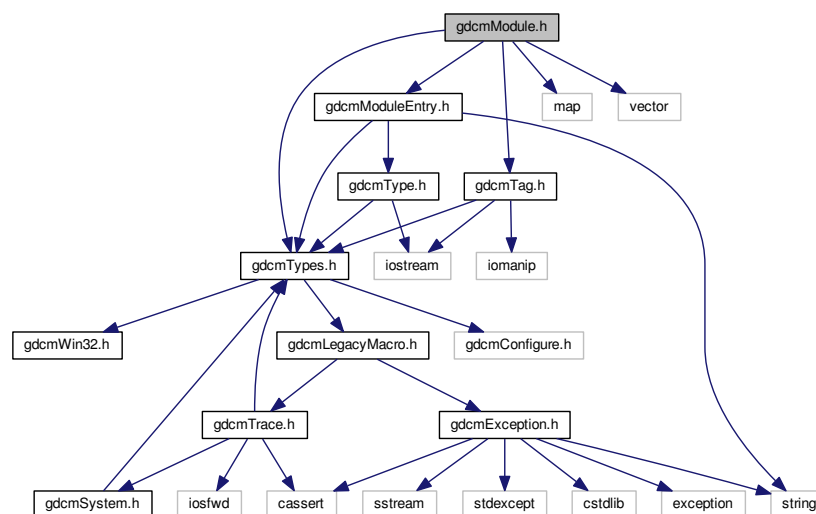 gdcmModule.h
gdcmModuleEntry.h
map
vector
gdcmType.h
gdcmTag.h
gdcmTypes.h
iostream
iomanip
gdcmWin32.h
gdcmLegacyMacro.h
gdcmConfigure.h
gdcmTrace.h
gdcmException.h
gdcmSystem.h
iosfwd
cassert
sstream
stdexcept
cstdlib
exception
string